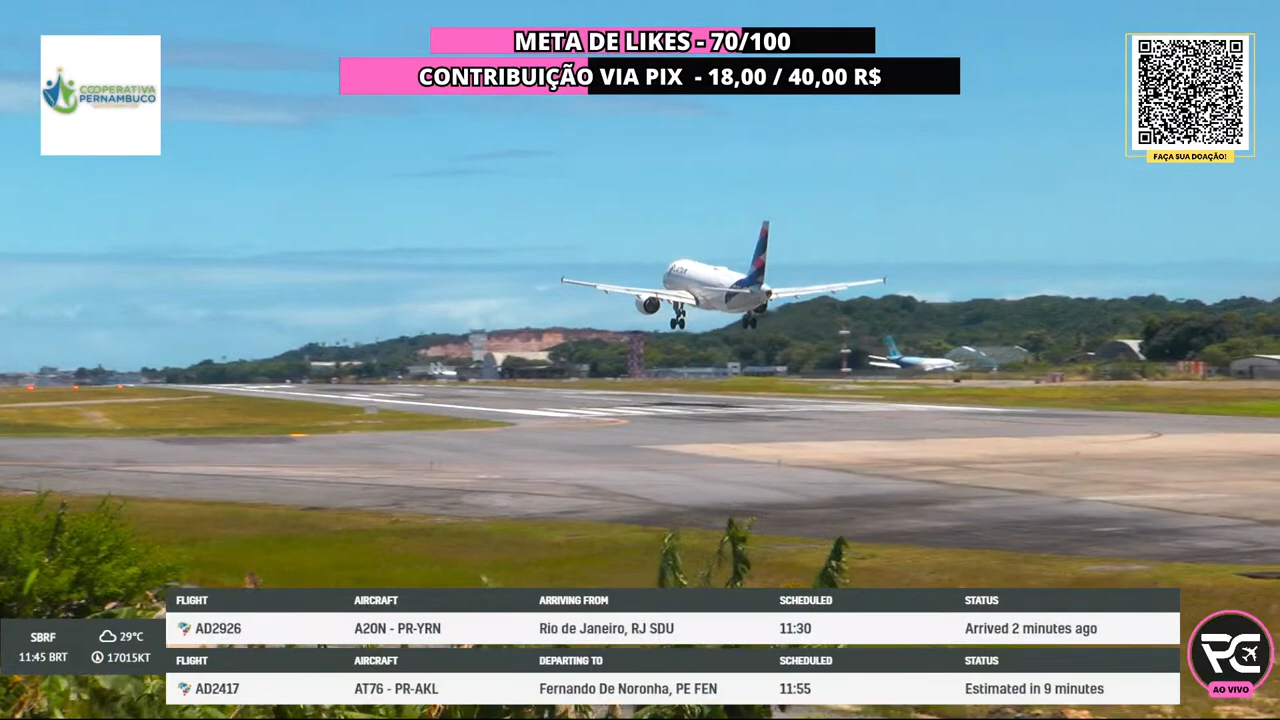 META DE LIKES - 70/100
CONTRIBUIÇÃO VIA PIX - 18,00 / 40,00 R$
COOPERATIVA
PERNAMBUCO
FAÇA SUA DOAÇÃO!
FLIGHT AIRCRAFT ARRIVING FROM SCHEDULED STATUS
AD2926 A20N - PR-YRN Rio de Janeiro, RJ SDU 11:30 Arrived 2 minutes ago
FLIGHT AIRCRAFT DEPARTING TO SCHEDULED STATUS
AD2417 AT76 - PR-AKL Fernando De Noronha, PE FEN 11:55 Estimated in 9 minutes
SBRF 29°C
11:45 BRT 17015KT
PC
AO VIVO